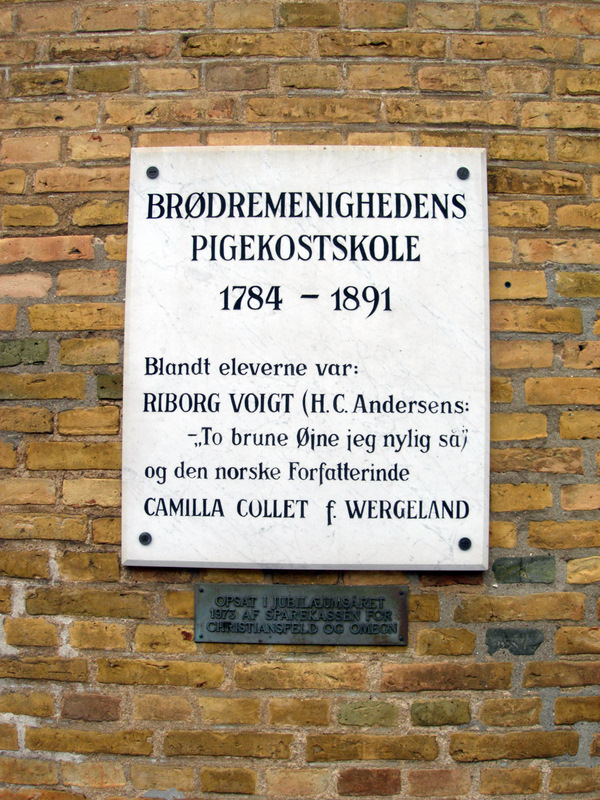 BRØDREMENIGHEDENS
PIGEKOSTSKOLE
1784 – 1891
Blandt eleverne var:
RIBORG VOIGT (H.C. Andersens:
-„To brune Øjne jeg nylig så)
og den norske Forfatterinde
CAMILLA COLLET f. WERGELAND
OPSAT I JUBILÆUMSÅRET
1973 AF SPAREKASSEN FOR
CHRISTIANSFELD OG OMEGN